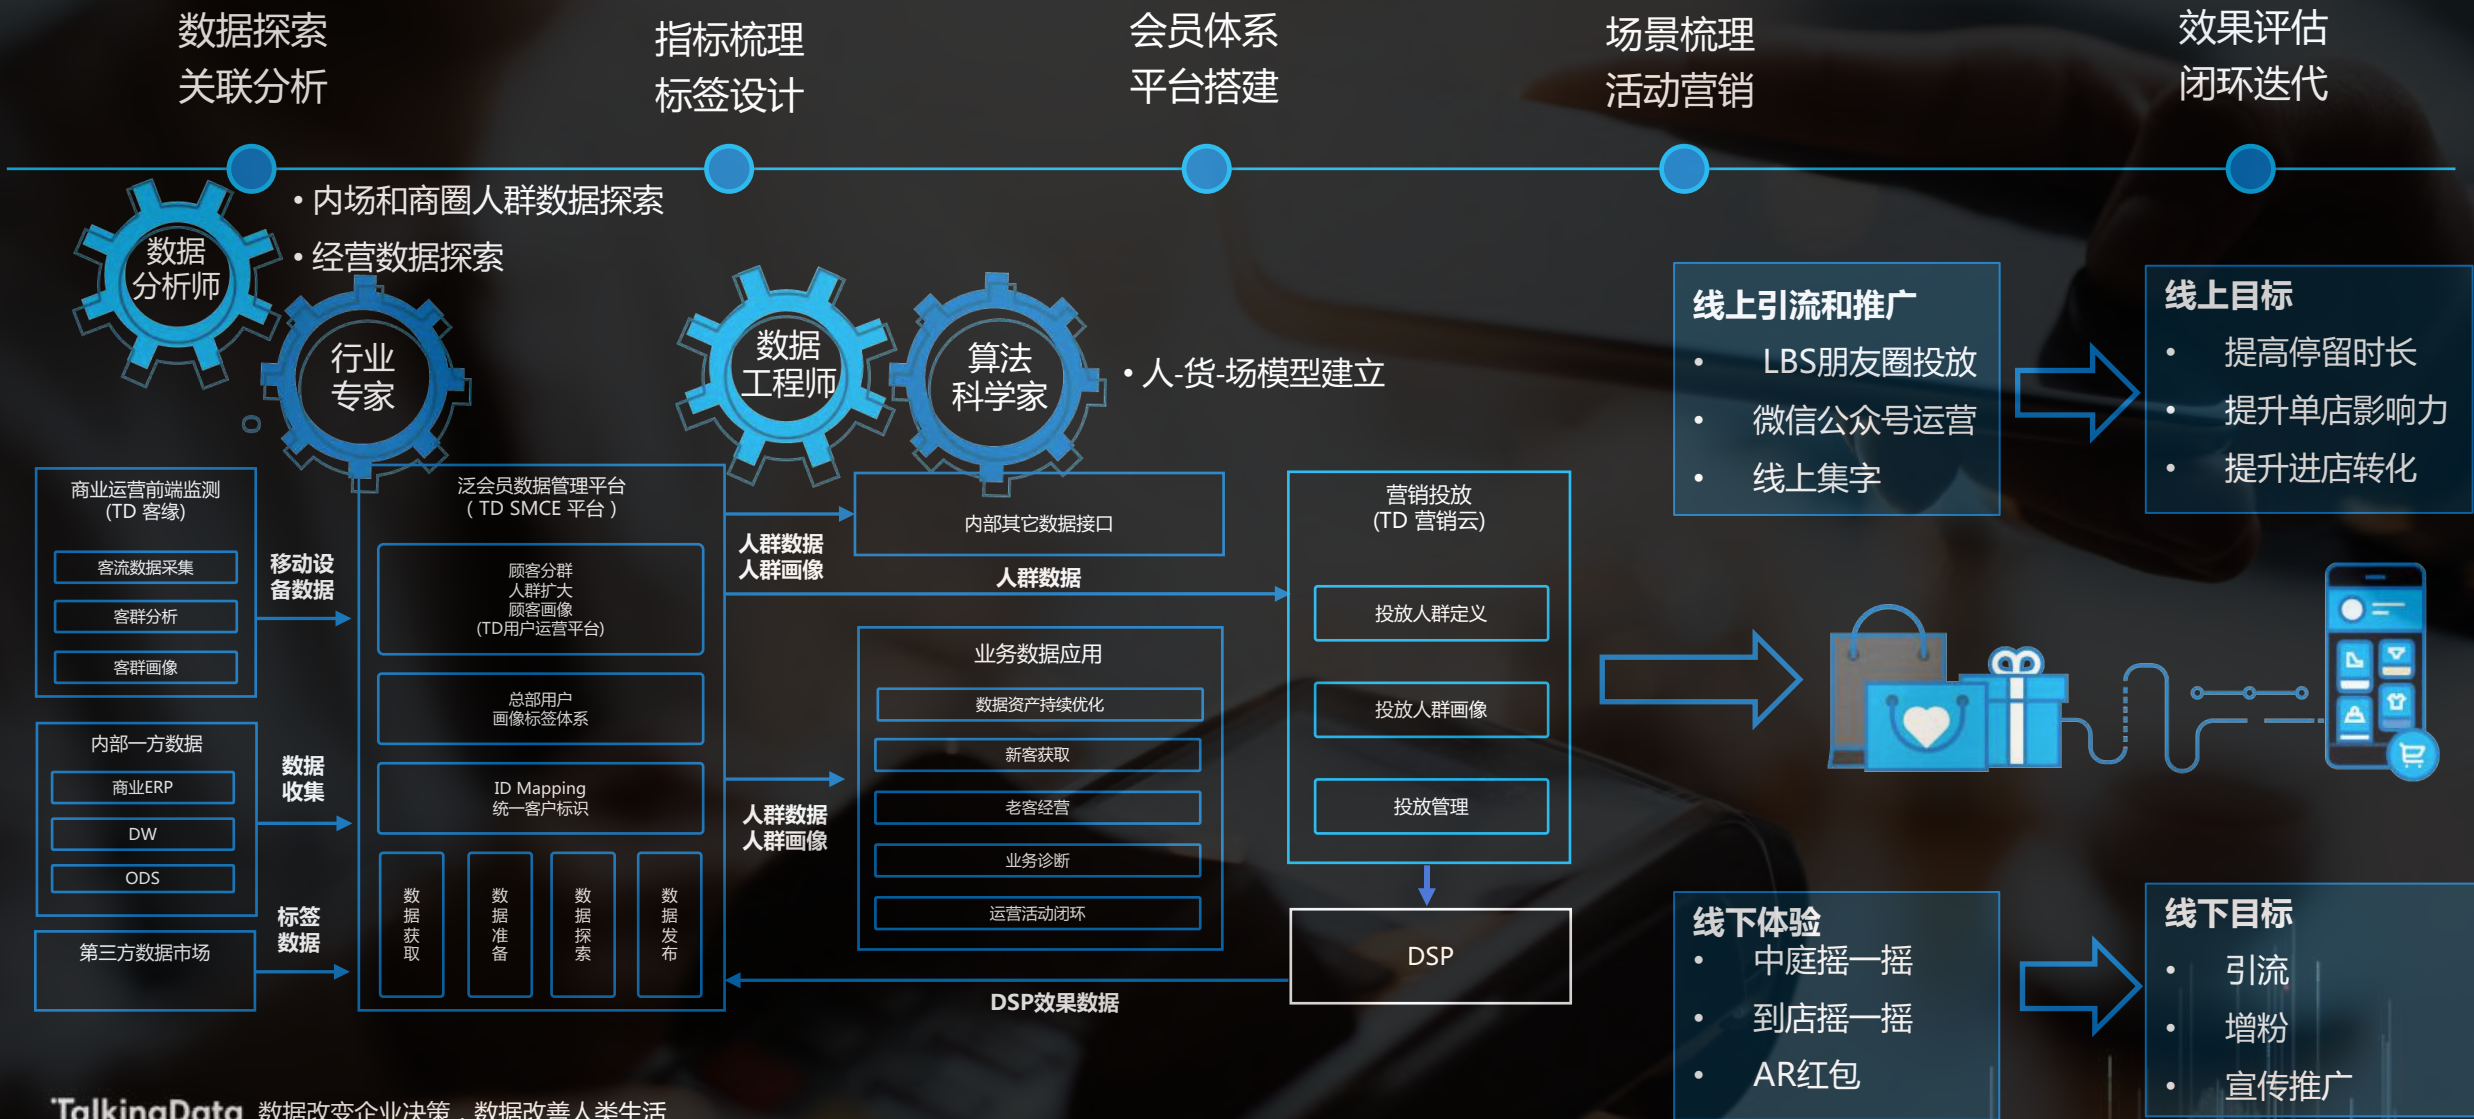 数据探索
关联分析
指标梳理
标签设计
会员体系
平台搭建
场景梳理
活动营销
效果评估
闭环迭代
• 内场和商圈人群数据探索
• 经营数据探索
数据
分析师
行业
专家
数据
工程师
算法
科学家
• 人-货-场模型建立
商业运营前端监测
(TD 客缘)
客流数据采集
客群分析
客群画像
移动设
备数据
内部一方数据
商业ERP
DW
ODS
数据
收集
第三方数据市场
标签
数据
泛会员数据管理平台
( TD SMCE 平台 )
顾客分群
人群扩大
顾客画像
(TD用户运营平台)
总部用户
画像标签体系
ID Mapping
统一客户标识
数据获取
数据准备
数据探索
数据发布
人群数据
人群画像
内部其它数据接口
人群数据
人群数据
人群画像
业务数据应用
数据资产持续优化
新客获取
老客经营
业务诊断
运营活动闭环
营销投放
(TD 营销云)
投放人群定义
投放人群画像
投放管理
DSP
DSP效果数据
线上引流和推广
• LBS朋友圈投放
• 微信公众号运营
• 线上集字
线上目标
• 提高停留时长
• 提升单店影响力
• 提升进店转化
线下体验
• 中庭摇一摇
• 到店摇一摇
• AR红包
线下目标
• 引流
• 增粉
• 宣传推广
TalkingData 数据改变企业决策，数据改善人类生活